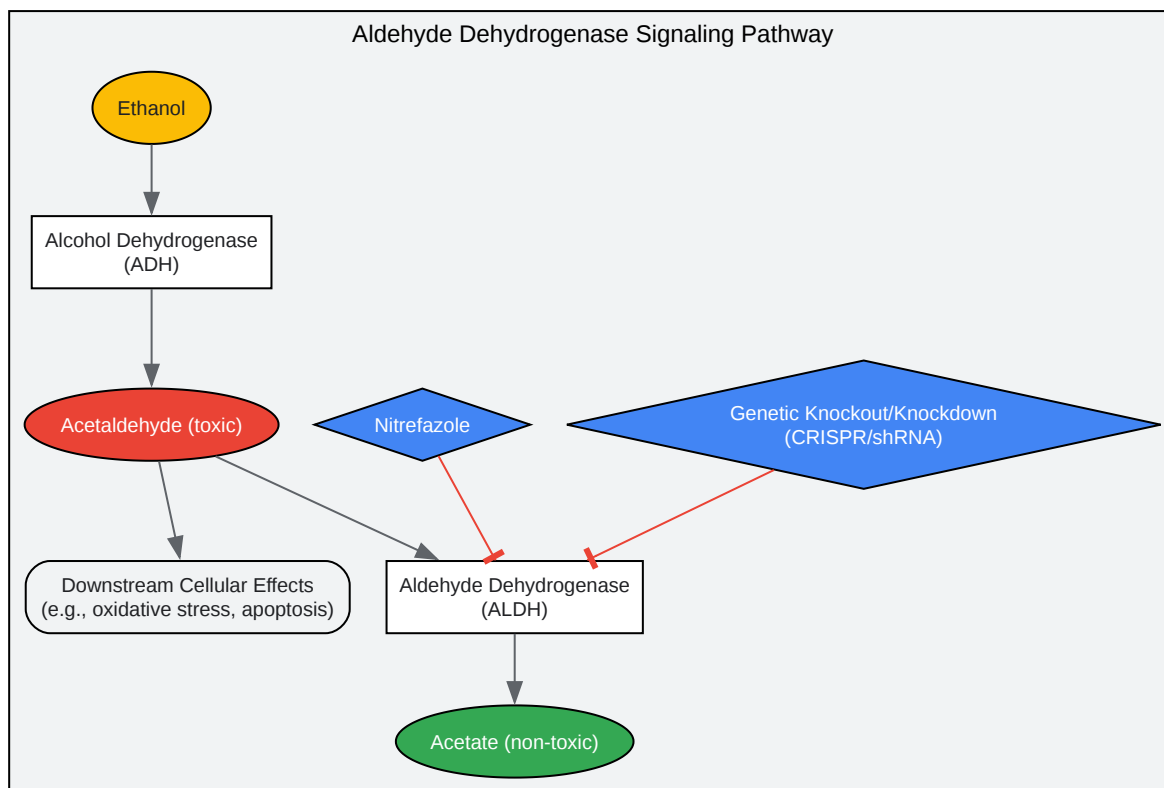 Aldehyde Dehydrogenase Signaling Pathway
Ethanol
Alcohol Dehydrogenase
(ADH)
Acetaldehyde (toxic)
Nitrefazole
Genetic Knockout/Knockdown
(CRISPR/shRNA)
Downstream Cellular Effects
(e.g., oxidative stress, apoptosis)
Aldehyde Dehydrogenase
(ALDH)
Acetate (non-toxic)